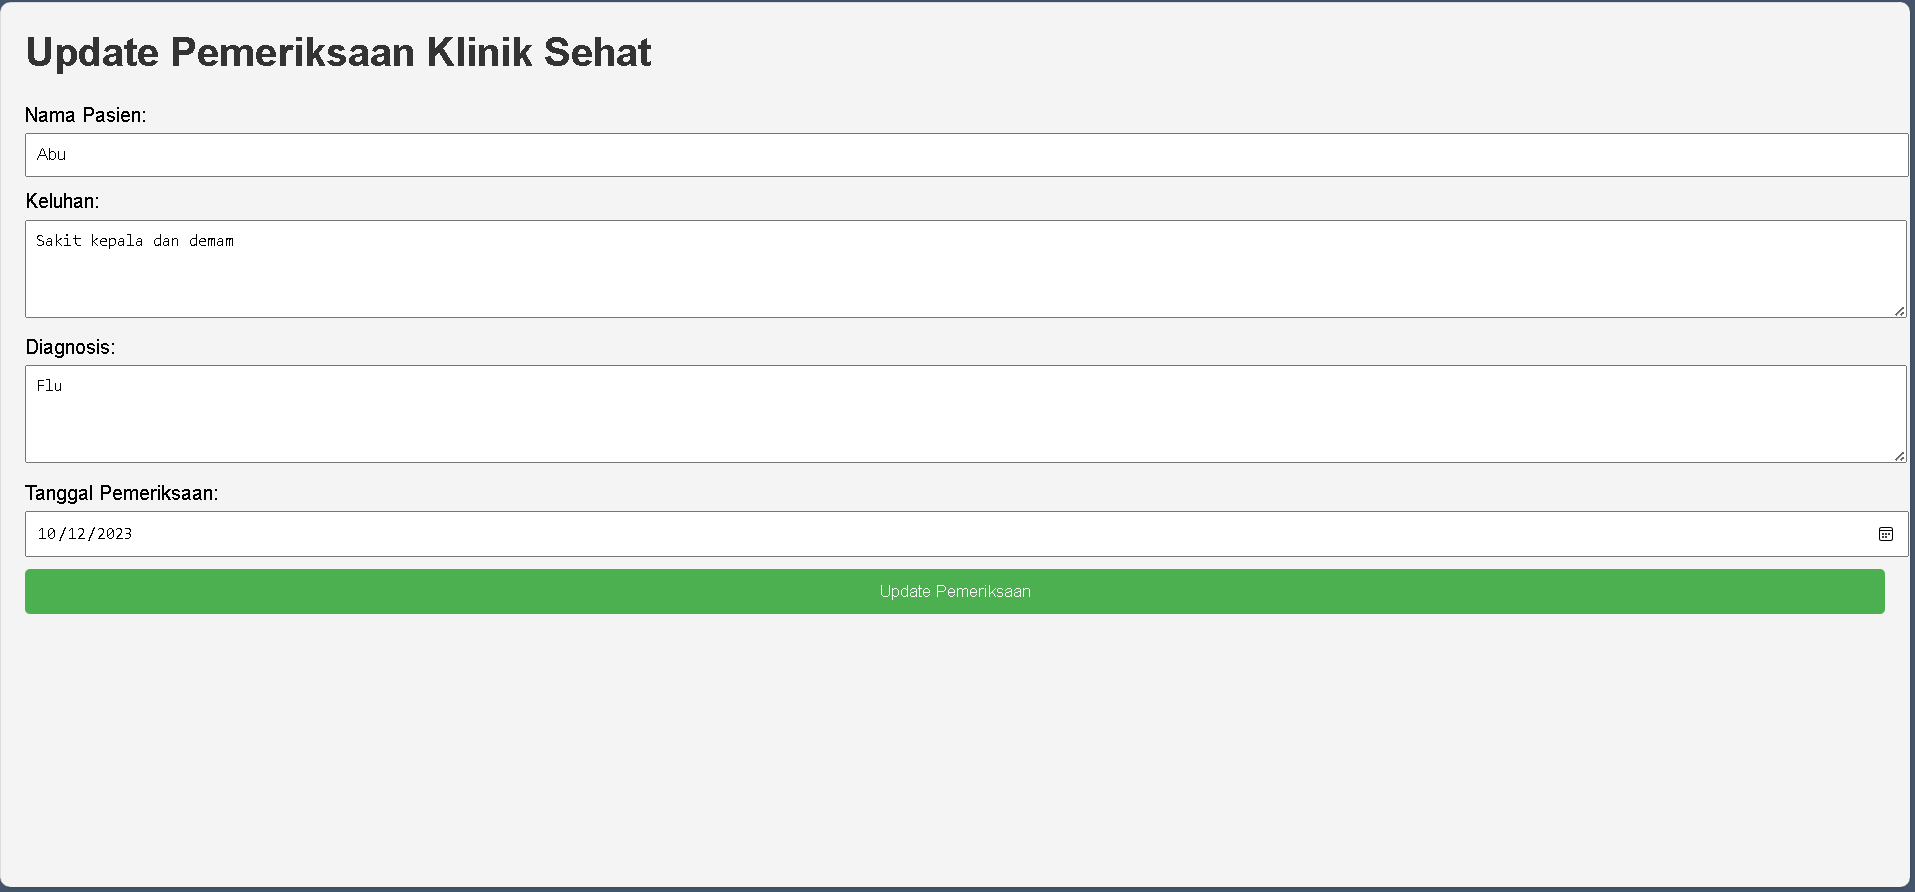 Update Pemeriksaan Klinik Sehat
Nama Pasien:
Abu
Keluhan:
Sakit kepala dan demam
Diagnosis:
Flu
Tanggal Pemeriksaan:
10/12/2023
Update Pemeriksaan